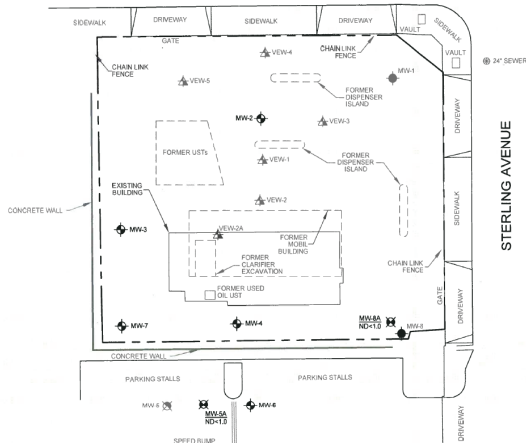 SIDEWALK
DRIVEWAY
SIDEWALK
DRIVEWAY
VAULT
SIDEWALK
GATE
CHAIN LINK
FENCE
VEW-4
CHAIN LINK
FENCE
VAULT
24" SEWER
VEW-5
MW-1
FORMER
DISPENSER
ISLAND
DRIVEWAY
MW-2
VEW-3
STERLING AVENUE
FORMER USTs
VEW-1
FORMER
DISPENSER
ISLAND
EXISTING
BUILDING
VEW-2
SIDEWALK
CONCRETE WALL
MW-3
VEW-2A
FORMER
MOBIL
BUILDING
FORMER
CLARIFIER
EXCAVATION
CHAIN LINK
FENCE
FORMER USED
OIL UST
GATE
DRIVEWAY
MW-7
MW-4
MW-8A
ND<1.0
MW-8
CONCRETE WALL
PARKING STALLS
PARKING STALLS
MW-5
MW-5A
ND<1.0
MW-6
DRIVEWAY
SPEED BUMP